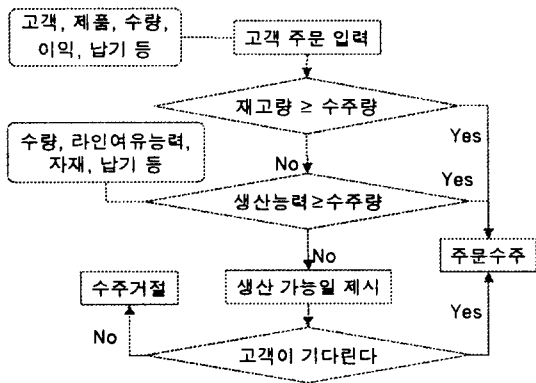 고객, 제품, 수량,
이익, 납기 등
고객 주문 입력
재고량 ≥ 수주량
Yes
수량, 라인여유능력,
자재, 납기 등
No
Yes
생산능력≥수주량
No
주문수주
수주거절
생산 가능일 제시
No
Yes
고객이 기다린다